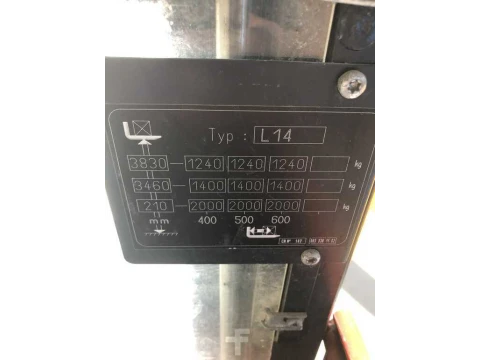 Typ : L14
3830 1240 1240 1240 kg
3460 1400 1400 1400 kg
210 2000 2000 2000 kg
mm 400 500 600